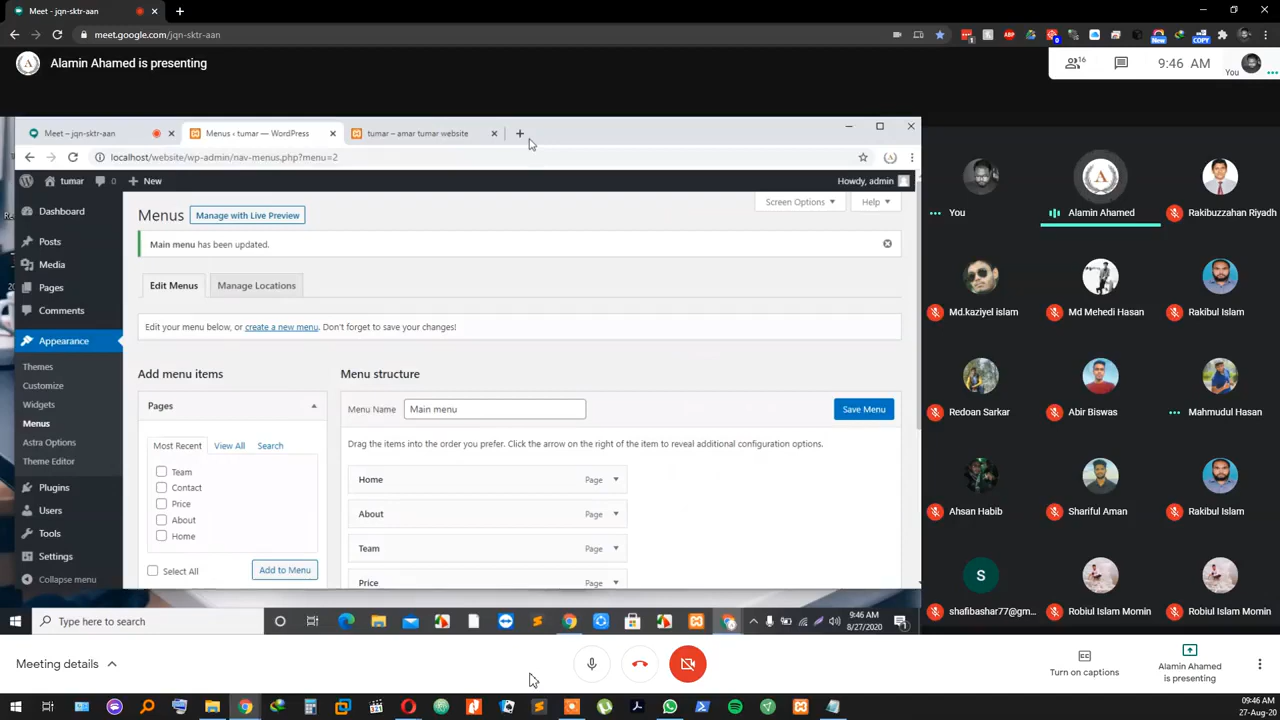 Meet - jqn-sktr-jan
meet.google.com/jqn-sktr-jan
Alamin Ahamed is presenting
16
9:46 AM
You
New
COPY
Meet – jqn-sktr-jan
Menus ‹ tumar — WordPress
tumar – amar tumar website
localhost/website/wp-admin/nav-menus.php?menu=2
tumar
0
New
Howdy, admin
Dashboard
Posts
Media
Pages
Comments
Appearance
Themes
Customize
Widgets
Menus
Astra Options
Theme Editor
Plugins
Users
Tools
Settings
Collapse menu
Menus
Manage with Live Preview
Screen Options
Help
Main menu has been updated.
Edit Menus
Manage Locations
Edit your menu below, or create a new menu. Don't forget to save your changes!
Add menu items
Pages
Most Recent
View All
Search
Team
Contact
Price
About
Home
Select All
Add to Menu
Menu structure
Menu Name
Main menu
Save Menu
Drag the items into the order you prefer. Click the arrow on the right of the item to reveal additional configuration options.
Home Page
About Page
Team Page
Price Page
Type here to search
9:46 AM
8/27/2020
You
Alamin Ahamed
Rakibuzzahan Riyadh
Md.kaziyel islam
Md Mehedi Hasan
Rakibul Islam
Redoan Sarkar
Abir Biswas
Mahmudul Hasan
Ahsan Habib
Shariful Aman
Rakibul Islam
S
shafibashar77@gm...
Robiul Islam Momin
Robiul Islam Momin
Meeting details
Turn on captions
Alamin Ahamed
is presenting
09:46 AM
27-Aug-20